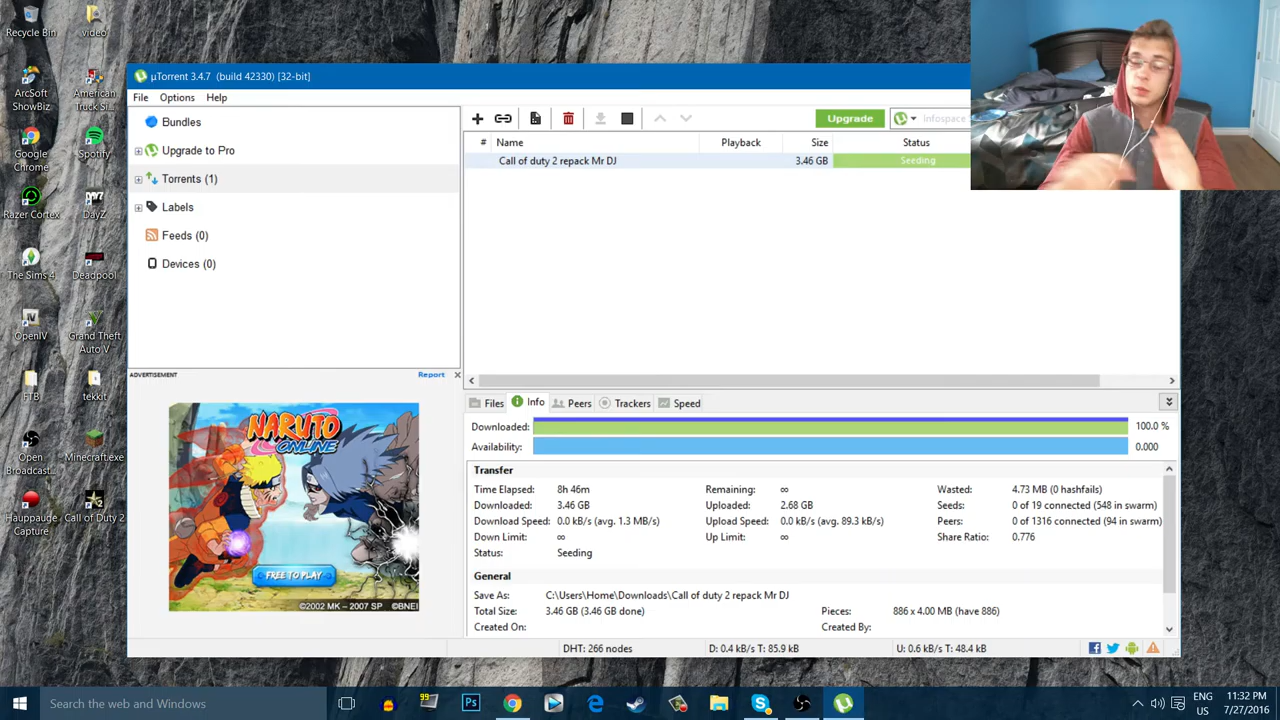 Recycle Bin
video
ArcSoft
ShowBiz
American
Truck Si...
Google
Chrome
Spotify
Razer Cortex
DayZ
The Sims 4
Deadpool
OpenIV
Grand Theft
Auto V
FTB
tekkit
Open
Broadcast...
Minecraft.exe
Hauppauge
Capture
Call of Duty 2
µTorrent 3.4.7 (build 42330) [32-bit]
File Options Help
Bundles
Upgrade to Pro
Torrents (1)
Labels
Feeds (0)
Devices (0)
ADVERTISEMENT Report
NARUTO
ONLINE
FREE TO PLAY
©2002 MK – 2007 SP ©BNEI
Upgrade Infospace
# Name Playback Size Status
Call of duty 2 repack Mr DJ 3.46 GB Seeding
Files Info Peers Trackers Speed
Downloaded: 100.0 %
Availability: 0.000
Transfer
Time Elapsed: 8h 46m Remaining: ∞ Wasted: 4.73 MB (0 hashfails)
Downloaded: 3.46 GB Uploaded: 2.68 GB Seeds: 0 of 19 connected (548 in swarm)
Download Speed: 0.0 kB/s (avg. 1.3 MB/s) Upload Speed: 0.0 kB/s (avg. 89.3 kB/s) Peers: 0 of 1316 connected (94 in swarm)
Down Limit: ∞ Up Limit: ∞ Share Ratio: 0.776
Status: Seeding
General
Save As: C:\Users\Home\Downloads\Call of duty 2 repack Mr DJ
Total Size: 3.46 GB (3.46 GB done) Pieces: 886 x 4.00 MB (have 886)
Created On: Created By:
DHT: 266 nodes D: 0.4 kB/s T: 85.9 kB U: 0.6 kB/s T: 48.4 kB
Search the web and Windows
99
Ps
ENG
US
11:32 PM
7/27/2016